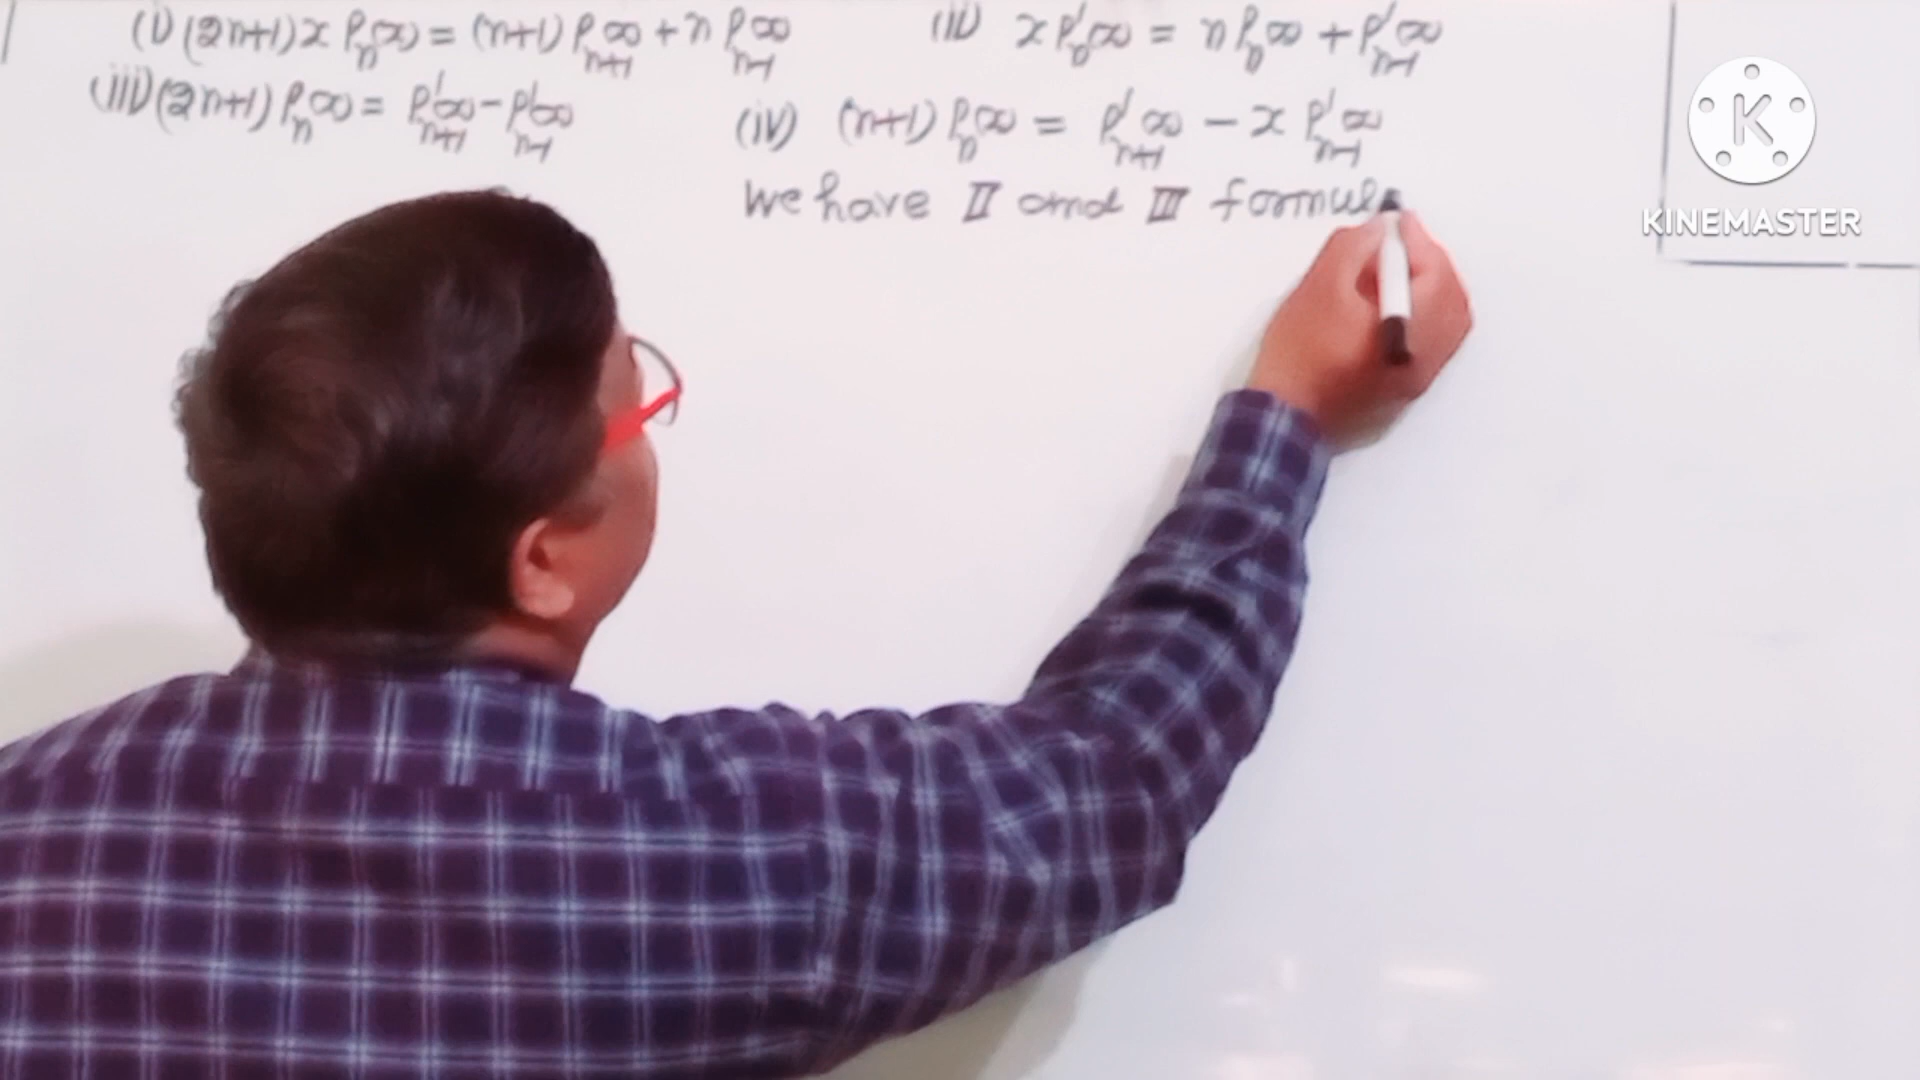 (i) (2n+1) x Pₙ(x) = (n+1) Pₙ₊₁(x) + n Pₙ₋₁(x) (ii) x P'ₙ(x) = n Pₙ(x) + P'ₙ₋₁(x)
(iii) (2n+1) Pₙ(x) = P'ₙ₊₁(x) - P'ₙ₋₁(x) (iv) (n+1) Pₙ(x) = P'ₙ₊₁(x) - x P'ₙ₋₁(x)
We have II and III formul
K
KINEMASTER